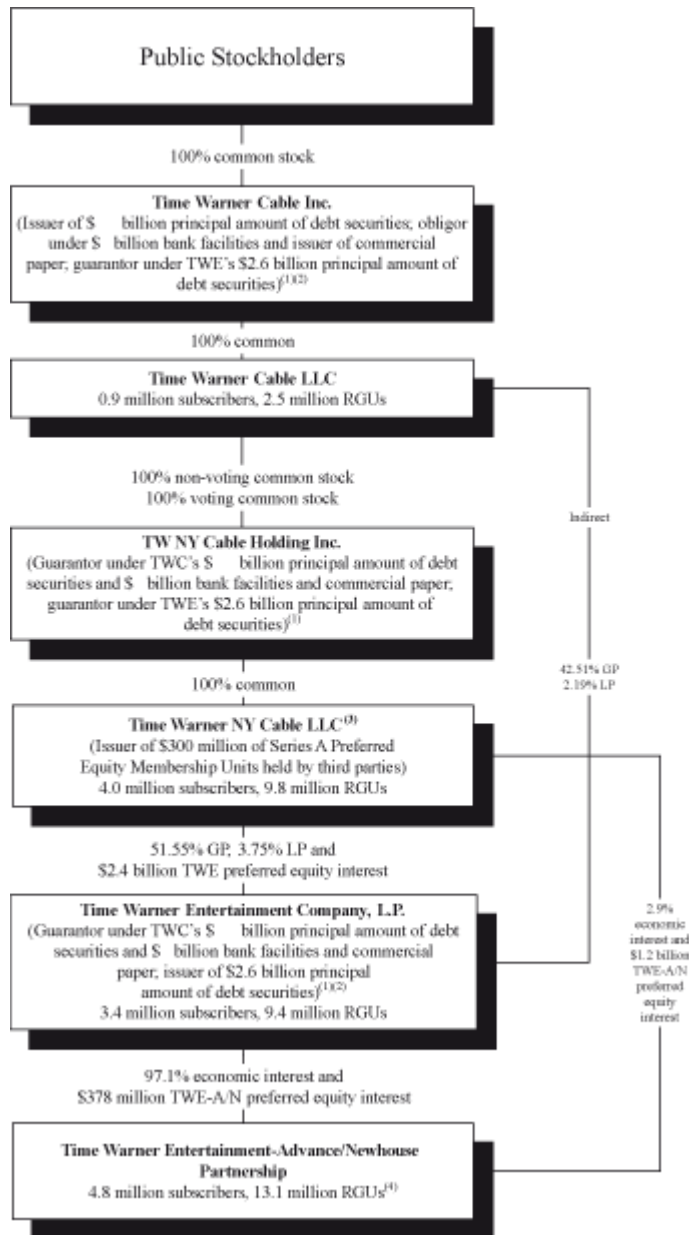 Public Stockholders
100% common stock
Time Warner Cable Inc.
(Issuer of $ billion principal amount of debt securities; obligor
under $ billion bank facilities and issuer of commercial
paper; guarantor under TWE's $2.6 billion principal amount of
debt securities)(1)(2)
100% common
Time Warner Cable LLC
0.9 million subscribers, 2.5 million RGUs
100% non-voting common stock
100% voting common stock
Indirect
TW NY Cable Holding Inc.
(Guarantor under TWC's $ billion principal amount of debt
securities and $ billion bank facilities and commercial paper;
guarantor under TWE's $2.6 billion principal amount of
debt securities)(1)
42.51% GP
2.19% LP
100% common
Time Warner NY Cable LLC(3)
(Issuer of $300 million of Series A Preferred
Equity Membership Units held by third parties)
4.0 million subscribers, 9.8 million RGUs
51.55% GP, 3.75% LP and
$2.4 billion TWE preferred equity interest
Time Warner Entertainment Company, L.P.
(Guarantor under TWC's $ billion principal amount of debt
securities and $ billion bank facilities and commercial
paper; issuer of $2.6 billion principal
amount of debt securities)(1)(2)
3.4 million subscribers, 9.4 million RGUs
2.9%
economic
interest and
$1.2 billion
TWE-A/N
preferred
equity
interest
97.1% economic interest and
$378 million TWE-A/N preferred equity interest
Time Warner Entertainment-Advance/Newhouse
Partnership
4.8 million subscribers, 13.1 million RGUs(4)